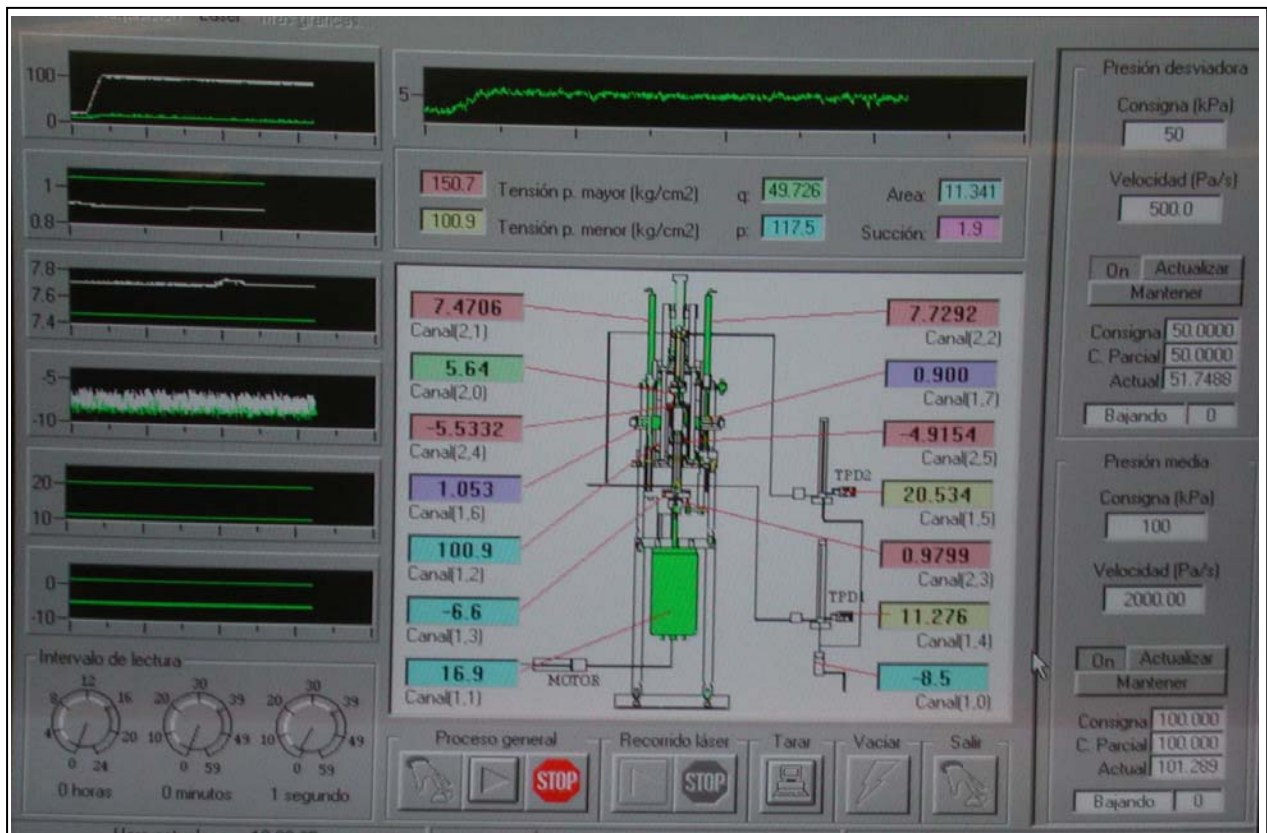 Tres graficas...
100
0
5
1
0.8
7.8
7.6
7.4
-5
-10
20
10
0
-10
150.7 Tensión p. mayor (kg/cm2) q: 49.726 Area: 11.341
100.9 Tensión p. menor (kg/cm2) p: 117.5 Succión: 1.9
7.4706
Canal(2,1)
5.64
Canal(2,0)
-5.5332
Canal(2,4)
1.053
Canal(1,6)
100.9
Canal(1,2)
-6.6
Canal(1,3)
16.9
Canal(1,1)
MOTOR
TPD2
TPD1
7.7292
Canal(2,2)
0.900
Canal(1,7)
-4.9154
Canal(2,5)
20.534
Canal(1,5)
0.9799
Canal(2,3)
11.276
Canal(1,4)
-8.5
Canal(1,0)
Presión desviadora
Consigna (kPa)
50
Velocidad (Pa/s)
500.0
On Actualizar
Mantener
Consigna 50.0000
C. Parcial 50.0000
Actual 51.7488
Bajando 0
Presión media
Consigna (kPa)
100
Velocidad (Pa/s)
2000.00
On Actualizar
Mantener
Consigna 100.000
C. Parcial 100.000
Actual 101.289
Bajando 0
Intervalo de lectura
12
8 16
4 20
0 24
0 horas
30
20 39
10 49
0 59
0 minutos
30
20 39
10 49
0 59
1 segundo
Proceso general
STOP
Recorrido láser
STOP
Tarar
Vaciar
Salir